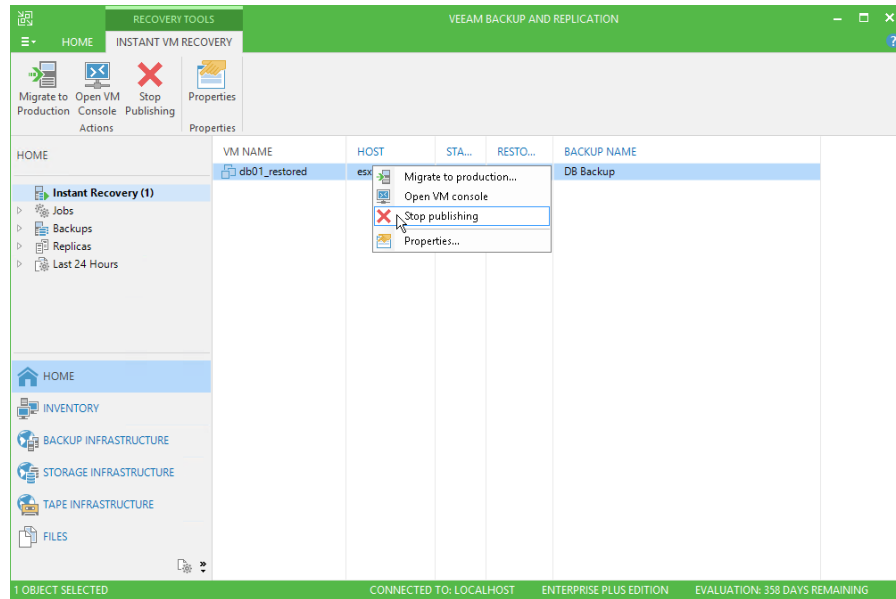 RECOVERY TOOLS
VEEAM BACKUP AND REPLICATION
HOME
INSTANT VM RECOVERY
?
Migrate to Production
Open VM Console
Stop Publishing
Properties
Actions
Properties
HOME
Instant Recovery (1)
Jobs
Backups
Replicas
Last 24 Hours
VM NAME
HOST
STA...
RESTO...
BACKUP NAME
db01_restored
esx
DB Backup
Migrate to production...
Open VM console
Stop publishing
Properties...
HOME
INVENTORY
BACKUP INFRASTRUCTURE
STORAGE INFRASTRUCTURE
TAPE INFRASTRUCTURE
FILES
1 OBJECT SELECTED
CONNECTED TO: LOCALHOST
ENTERPRISE PLUS EDITION
EVALUATION: 358 DAYS REMAINING